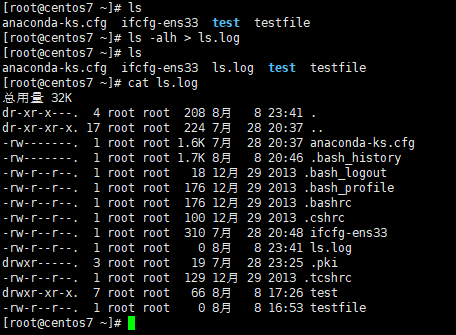 [root@centos7 ~]# ls
anaconda-ks.cfg  ifcfg-ens33  test  testfile
[root@centos7 ~]# ls -alh > ls.log
[root@centos7 ~]# ls
anaconda-ks.cfg  ifcfg-ens33  ls.log  test  testfile
[root@centos7 ~]# cat ls.log
总用量 32K
dr-xr-x---.  4 root root  208 8月   8 23:41 .
dr-xr-xr-x. 17 root root  224 7月  28 20:37 ..
-rw-------.  1 root root 1.6K 7月  28 20:37 anaconda-ks.cfg
-rw-------.  1 root root 1.7K 8月   8 20:46 .bash_history
-rw-r--r--.  1 root root   18 12月 29 2013 .bash_logout
-rw-r--r--.  1 root root  176 12月 29 2013 .bash_profile
-rw-r--r--.  1 root root  176 12月 29 2013 .bashrc
-rw-r--r--.  1 root root  100 12月 29 2013 .cshrc
-rw-r--r--.  1 root root  310 7月  28 20:48 ifcfg-ens33
-rw-r--r--.  1 root root    0 8月   8 23:41 ls.log
drwxr-----.  3 root root   19 7月  28 23:25 .pki
-rw-r--r--.  1 root root  129 12月 29 2013 .tcshrc
drwxr-xr-x.  7 root root   66 8月   8 17:26 test
-rw-r--r--.  1 root root    0 8月   8 16:53 testfile
[root@centos7 ~]#